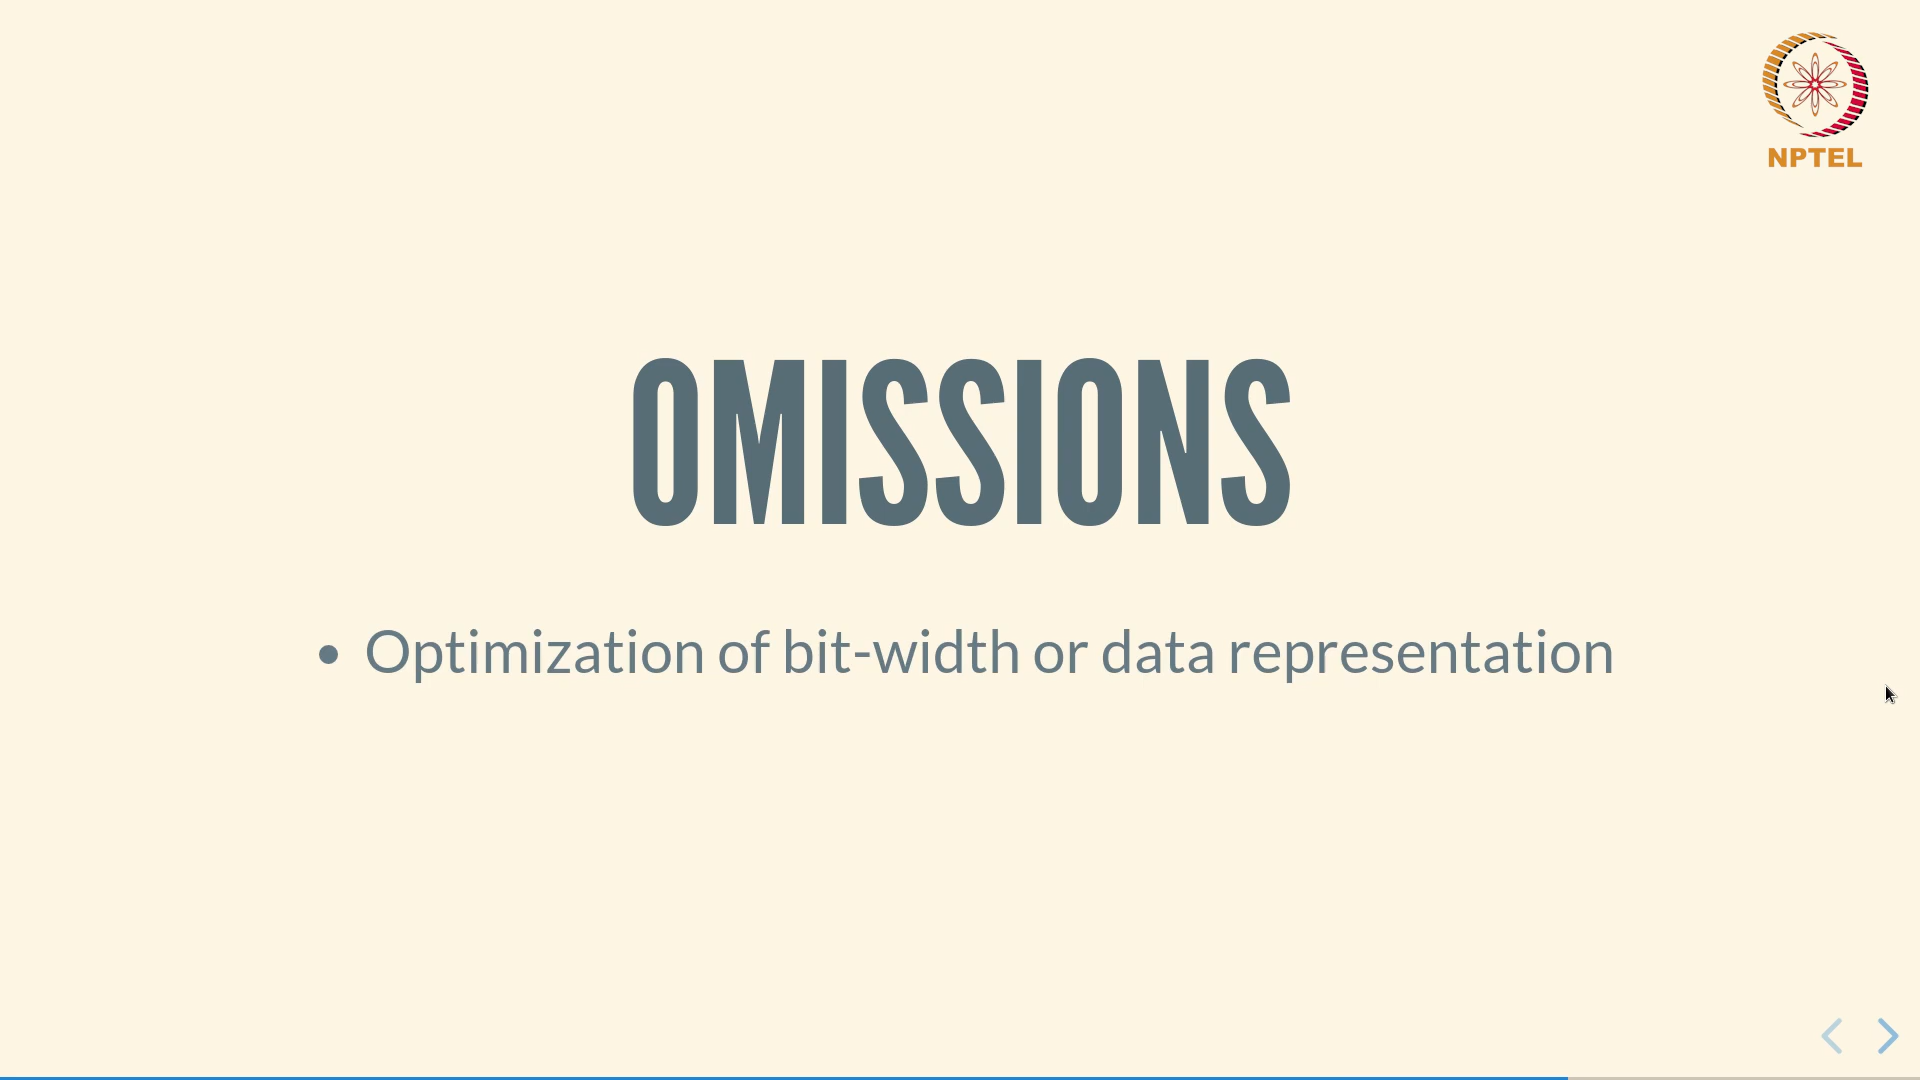 NPTEL
OMISSIONS
• Optimization of bit-width or data representation